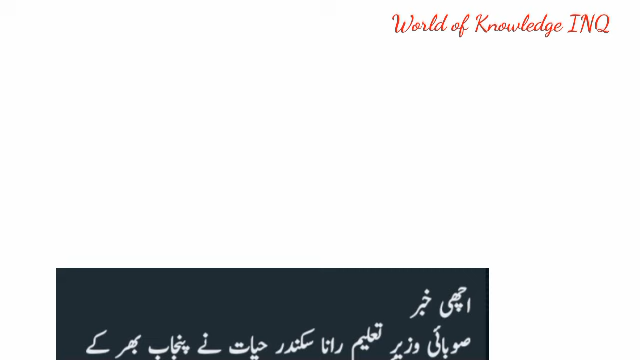 World of Knowledge INQ
اچھی خبر
صوبائی وزیر تعلیم رانا سکندر حیات نے پنجاب بھر کے